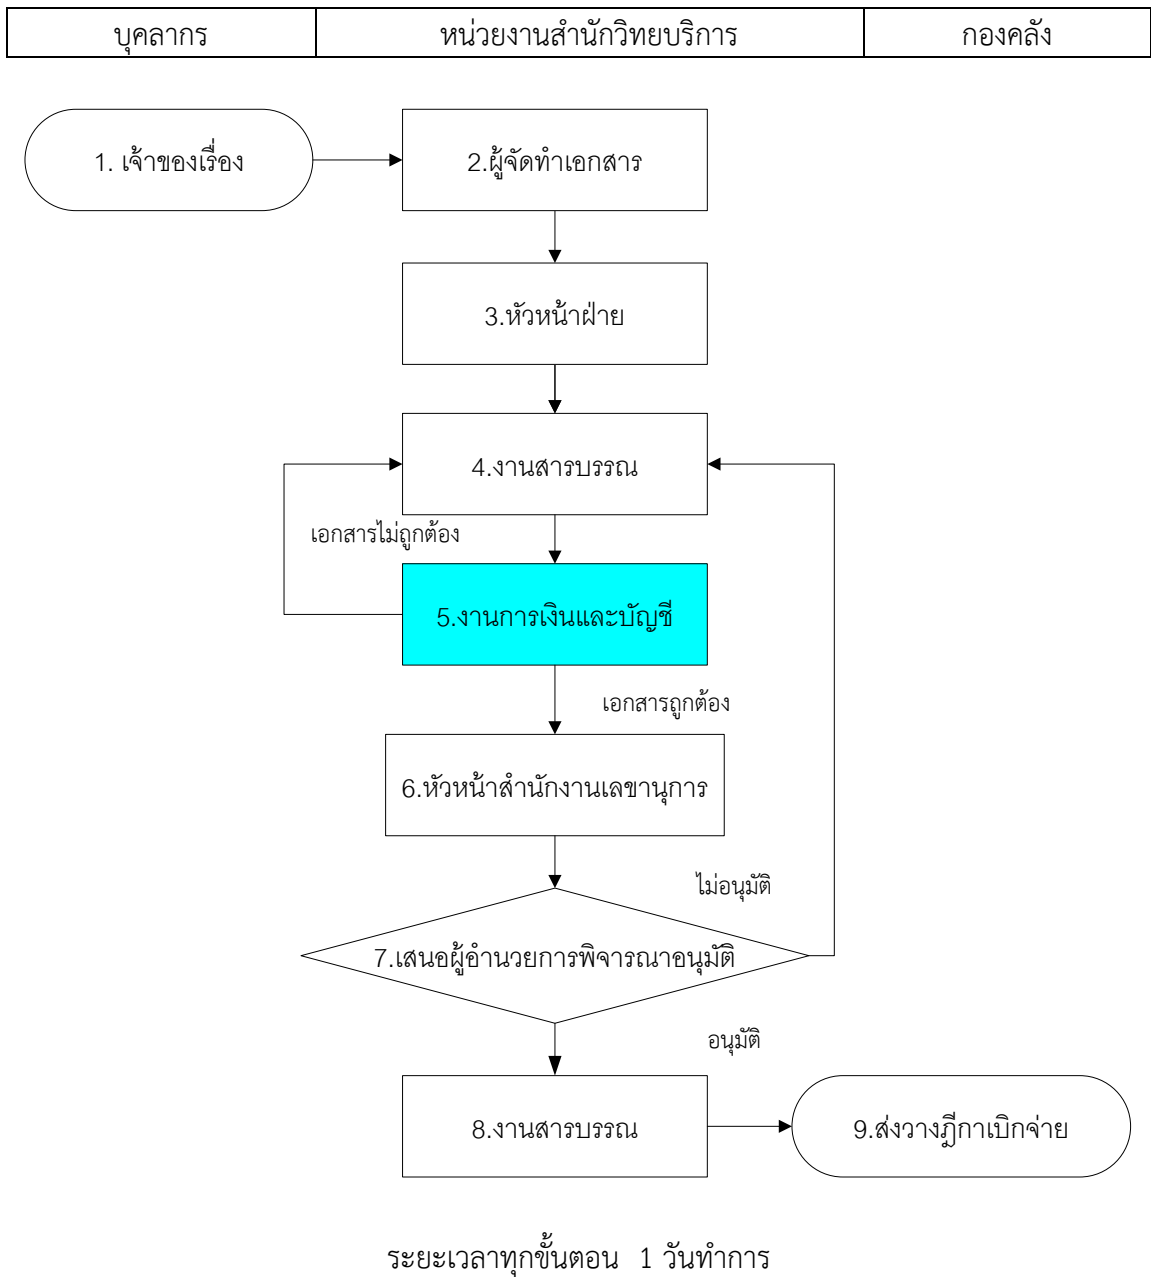 บุคลากร หน่วยงานสำนักวิทยบริการ กองคลัง
1. เจ้าของเรื่อง
2.ผู้จัดทำเอกสาร
3.หัวหน้าฝ่าย
4.งานสารบรรณ
เอกสารไม่ถูกต้อง
5.งานการเงินและบัญชี
เอกสารถูกต้อง
6.หัวหน้าสำนักงานเลขานุการ
ไม่อนุมัติ
7.เสนอผู้อำนวยการพิจารณาอนุมัติ
อนุมัติ
8.งานสารบรรณ
9.ส่งวางฎีกาเบิกจ่าย
ระยะเวลาทุกขั้นตอน 1 วันทำการ